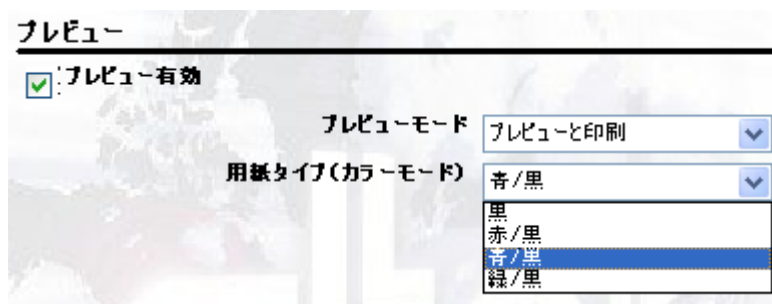 プレビュー
プレビュー有効
プレビューモード プレビューと印刷
用紙タイプ(カラーモード) 青/黒
黒
赤/黒
青/黒
緑/黒